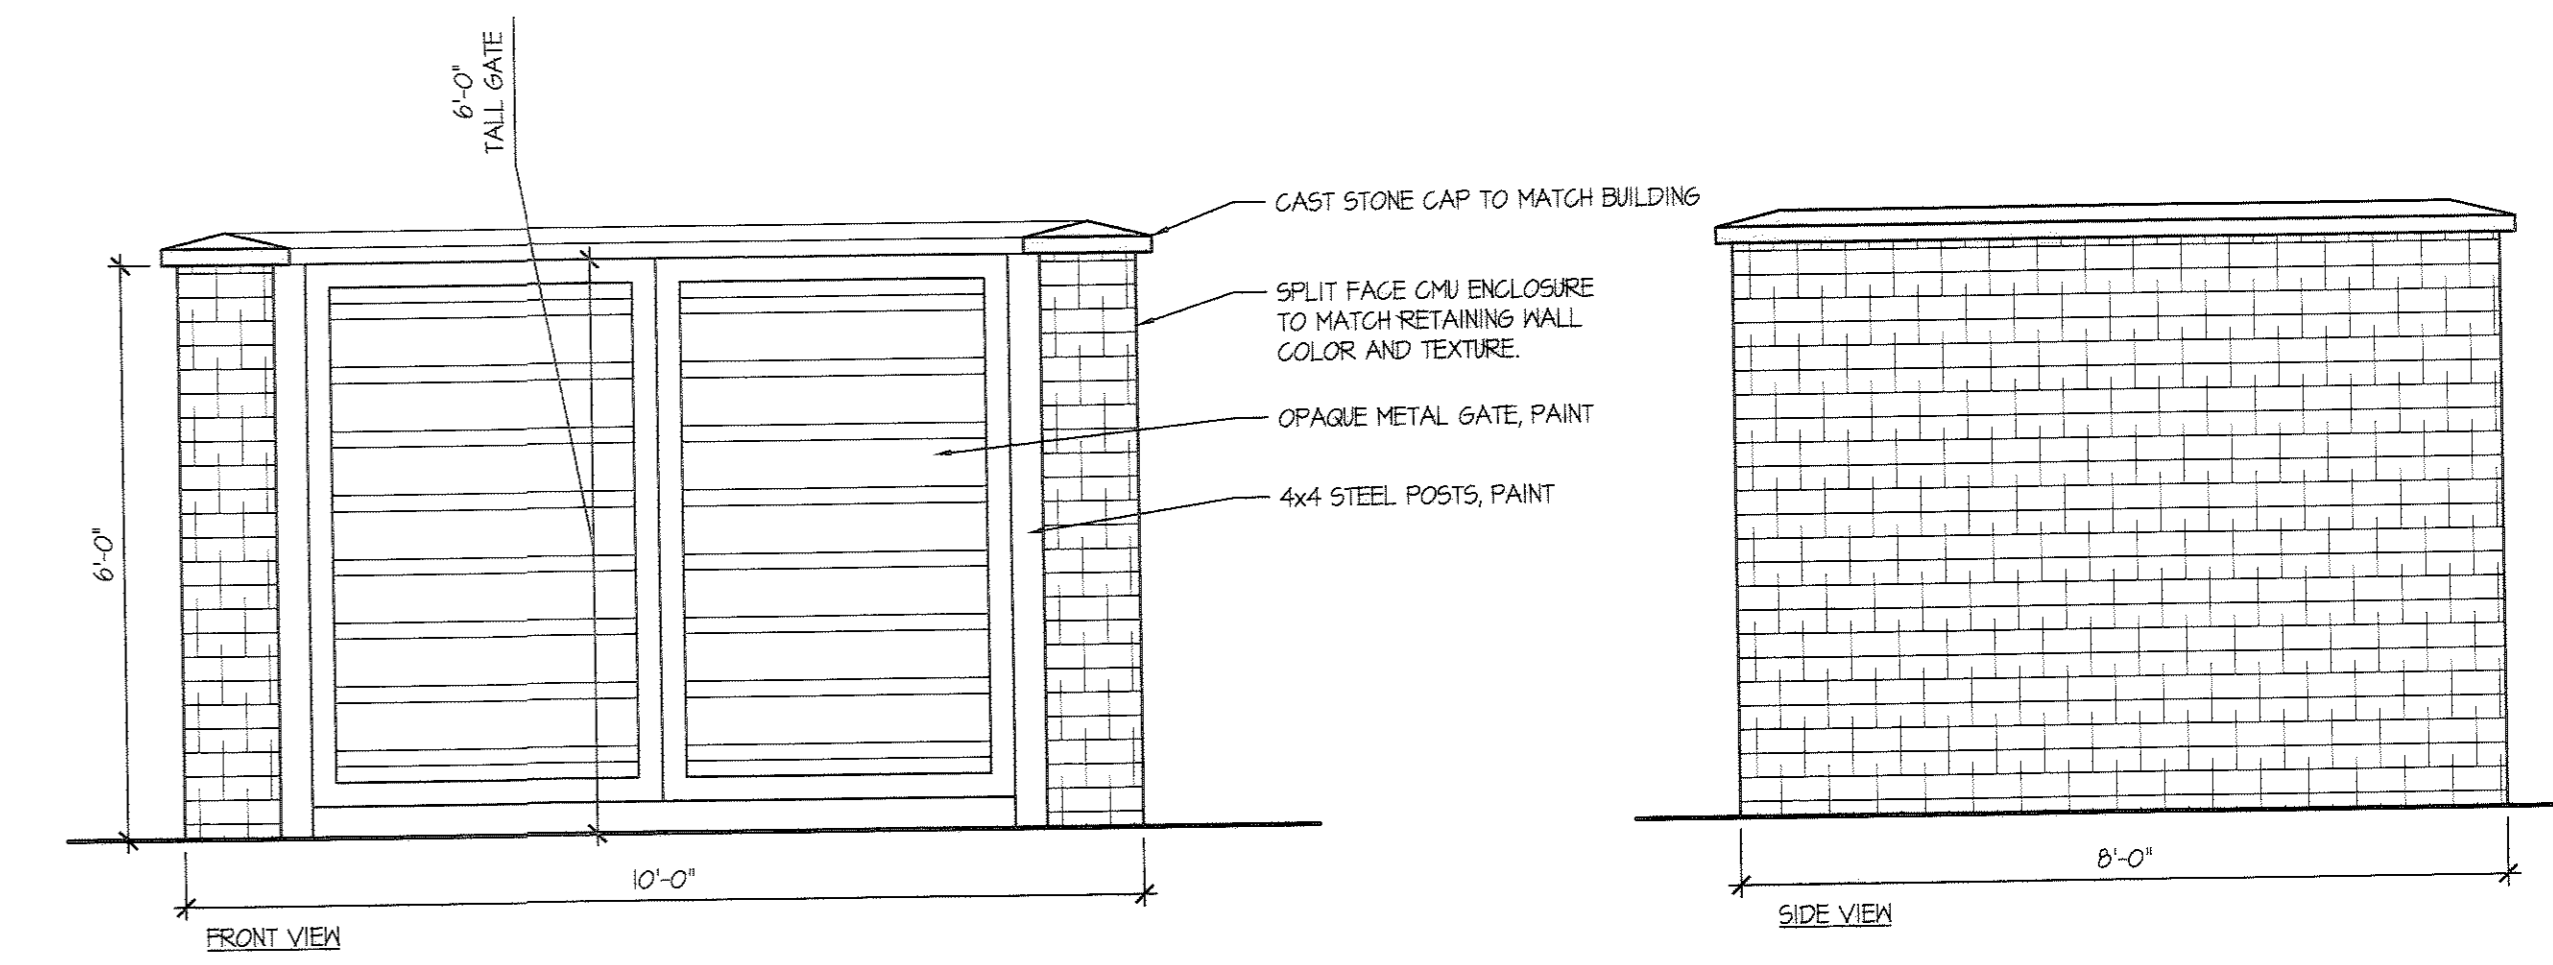 6'-0"
TALL GATE
CAST STONE CAP TO MATCH BUILDING
SPLIT FACE CMU ENCLOSURE
TO MATCH RETAINING WALL
COLOR AND TEXTURE.
OPAQUE METAL GATE, PAINT
4x4 STEEL POSTS, PAINT
6'-0"
10'-0"
FRONT VIEW
8'-0"
SIDE VIEW